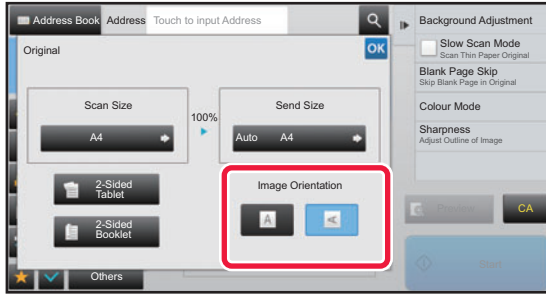 Address Book Address Touch to input Address
Background Adjustment
Original
OK
Slow Scan Mode
Scan Thin Paper Original
Blank Page Skip
Skip Blank Page in Original
Scan Size
100%
Send Size
Colour Mode
A4
Auto A4
Sharpness
Adjust Outline of Image
2-Sided
Tablet
Image Orientation
A A
2-Sided
Booklet
Preview
CA
Others
Start